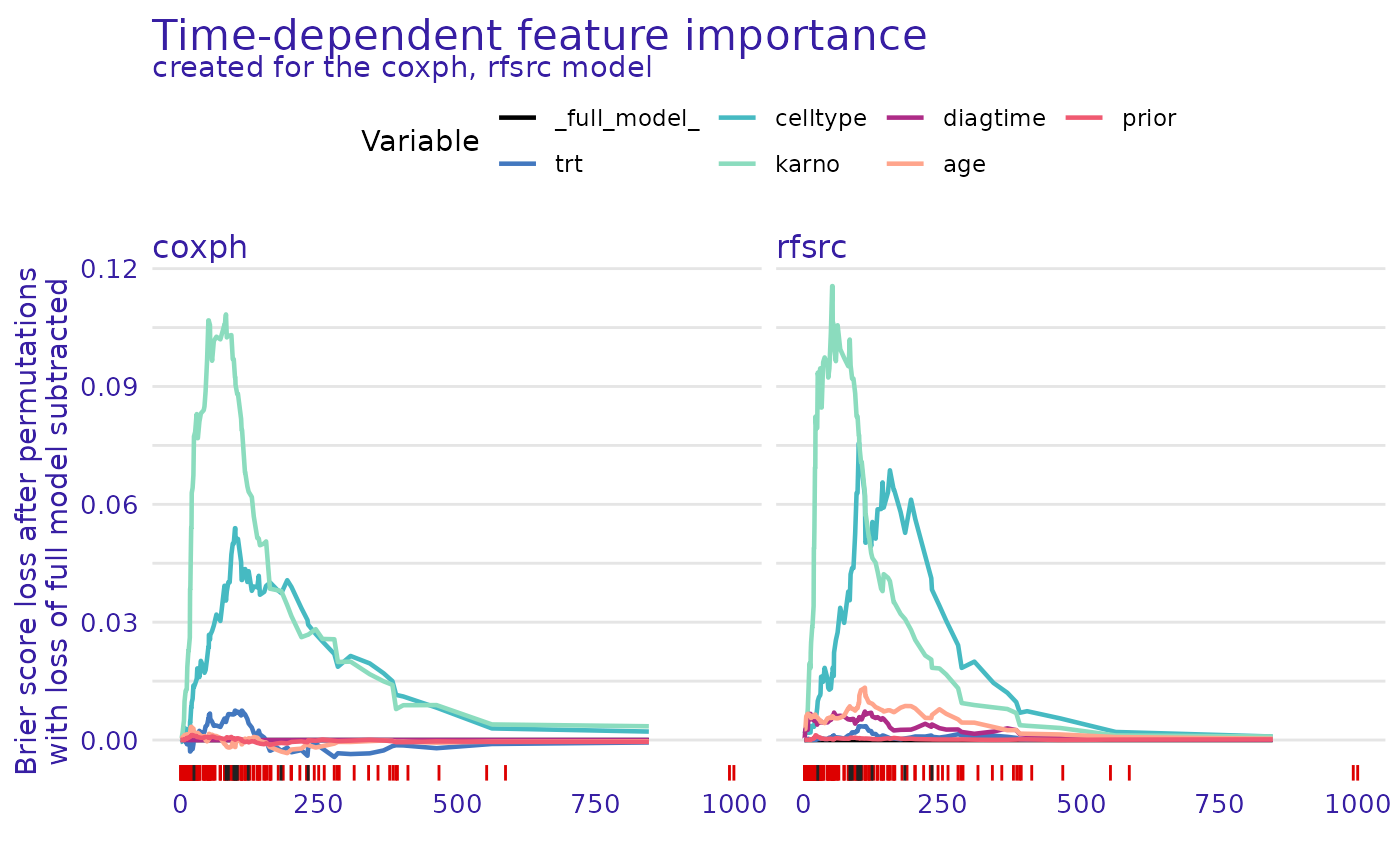 Time-dependent feature importance
created for the coxph, rfsrc model
Variable
_full_model_ celltype diagtime prior
trt karno age
coxph rfsrc
Brier score loss after permutations
with loss of full model subtracted
0.12
0.09
0.06
0.03
0.00
0 250 500 750 1000 0 250 500 750 1000